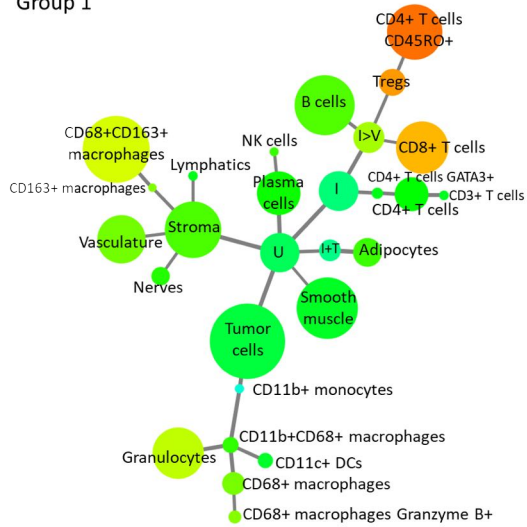 Group 1
CD4+ T cells
CD45RO+
Tregs
B cells
I>V
CD8+ T cells
CD68+CD163+
macrophages
NK cells
Lymphatics
CD4+ T cells GATA3+
CD163+ macrophages
Plasma
cells
I
CD3+ T cells
CD4+ T cells
Stroma
Vasculature
U
I+T
Adipocytes
Nerves
Smooth
muscle
Tumor
cells
CD11b+ monocytes
CD11b+CD68+ macrophages
Granulocytes
CD11c+ DCs
CD68+ macrophages
CD68+ macrophages Granzyme B+